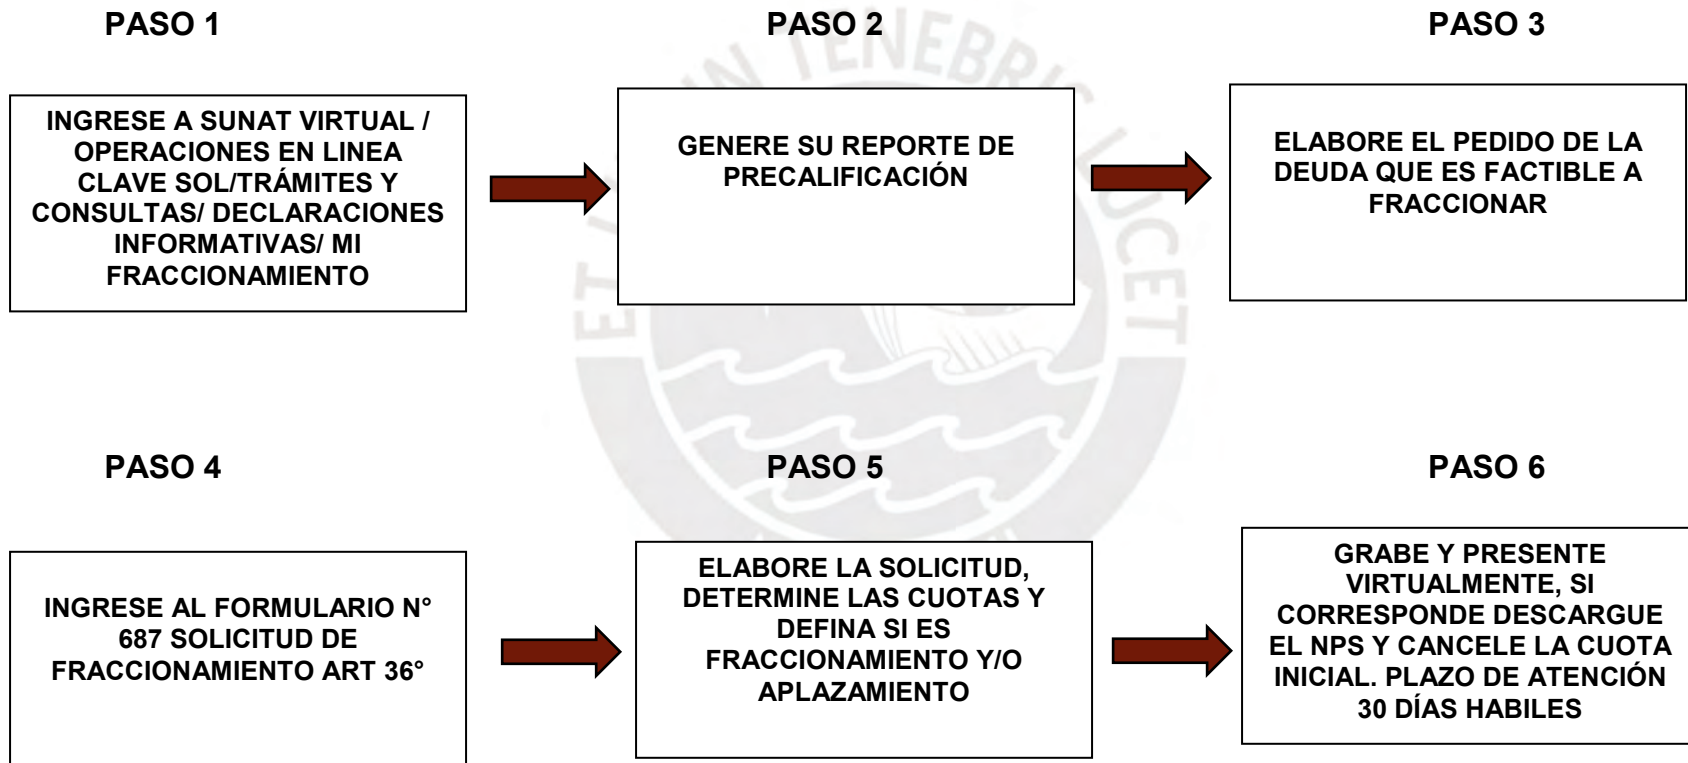 PASO 1
PASO 2
PASO 3
INGRESE A SUNAT VIRTUAL /
OPERACIONES EN LINEA
CLAVE SOL/TRÁMITES Y
CONSULTAS/ DECLARACIONES
INFORMATIVAS/ MI
FRACCIONAMIENTO
GENERE SU REPORTE DE
PRECALIFICACIÓN
ELABORE EL PEDIDO DE LA
DEUDA QUE ES FACTIBLE A
FRACCIONAR
PASO 4
PASO 5
PASO 6
INGRESE AL FORMULARIO N°
687 SOLICITUD DE
FRACCIONAMIENTO ART 36°
ELABORE LA SOLICITUD,
DETERMINE LAS CUOTAS Y
DEFINA SI ES
FRACCIONAMIENTO Y/O
APLAZAMIENTO
GRABE Y PRESENTE
VIRTUALMENTE, SI
CORRESPONDE DESCARGUE
EL NPS Y CANCELE LA CUOTA
INICIAL. PLAZO DE ATENCIÓN
30 DÍAS HABILES
ET
IN TENEBRIS
LUCET